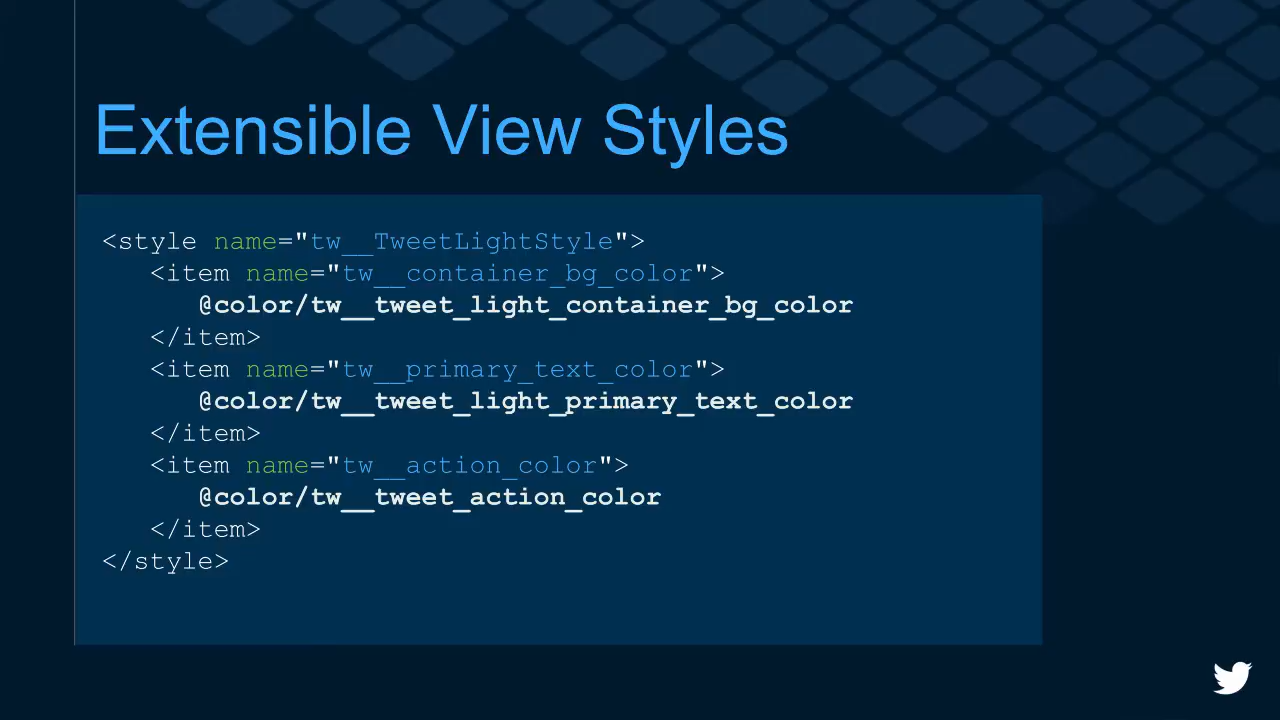 Extensible View Styles
<style name="tw__TweetLightStyle">
<item name="tw__container_bg_color">
@color/tw__tweet_light_container_bg_color
</item>
<item name="tw__primary_text_color">
@color/tw__tweet_light_primary_text_color
</item>
<item name="tw__action_color">
@color/tw__tweet_action_color
</item>
</style>